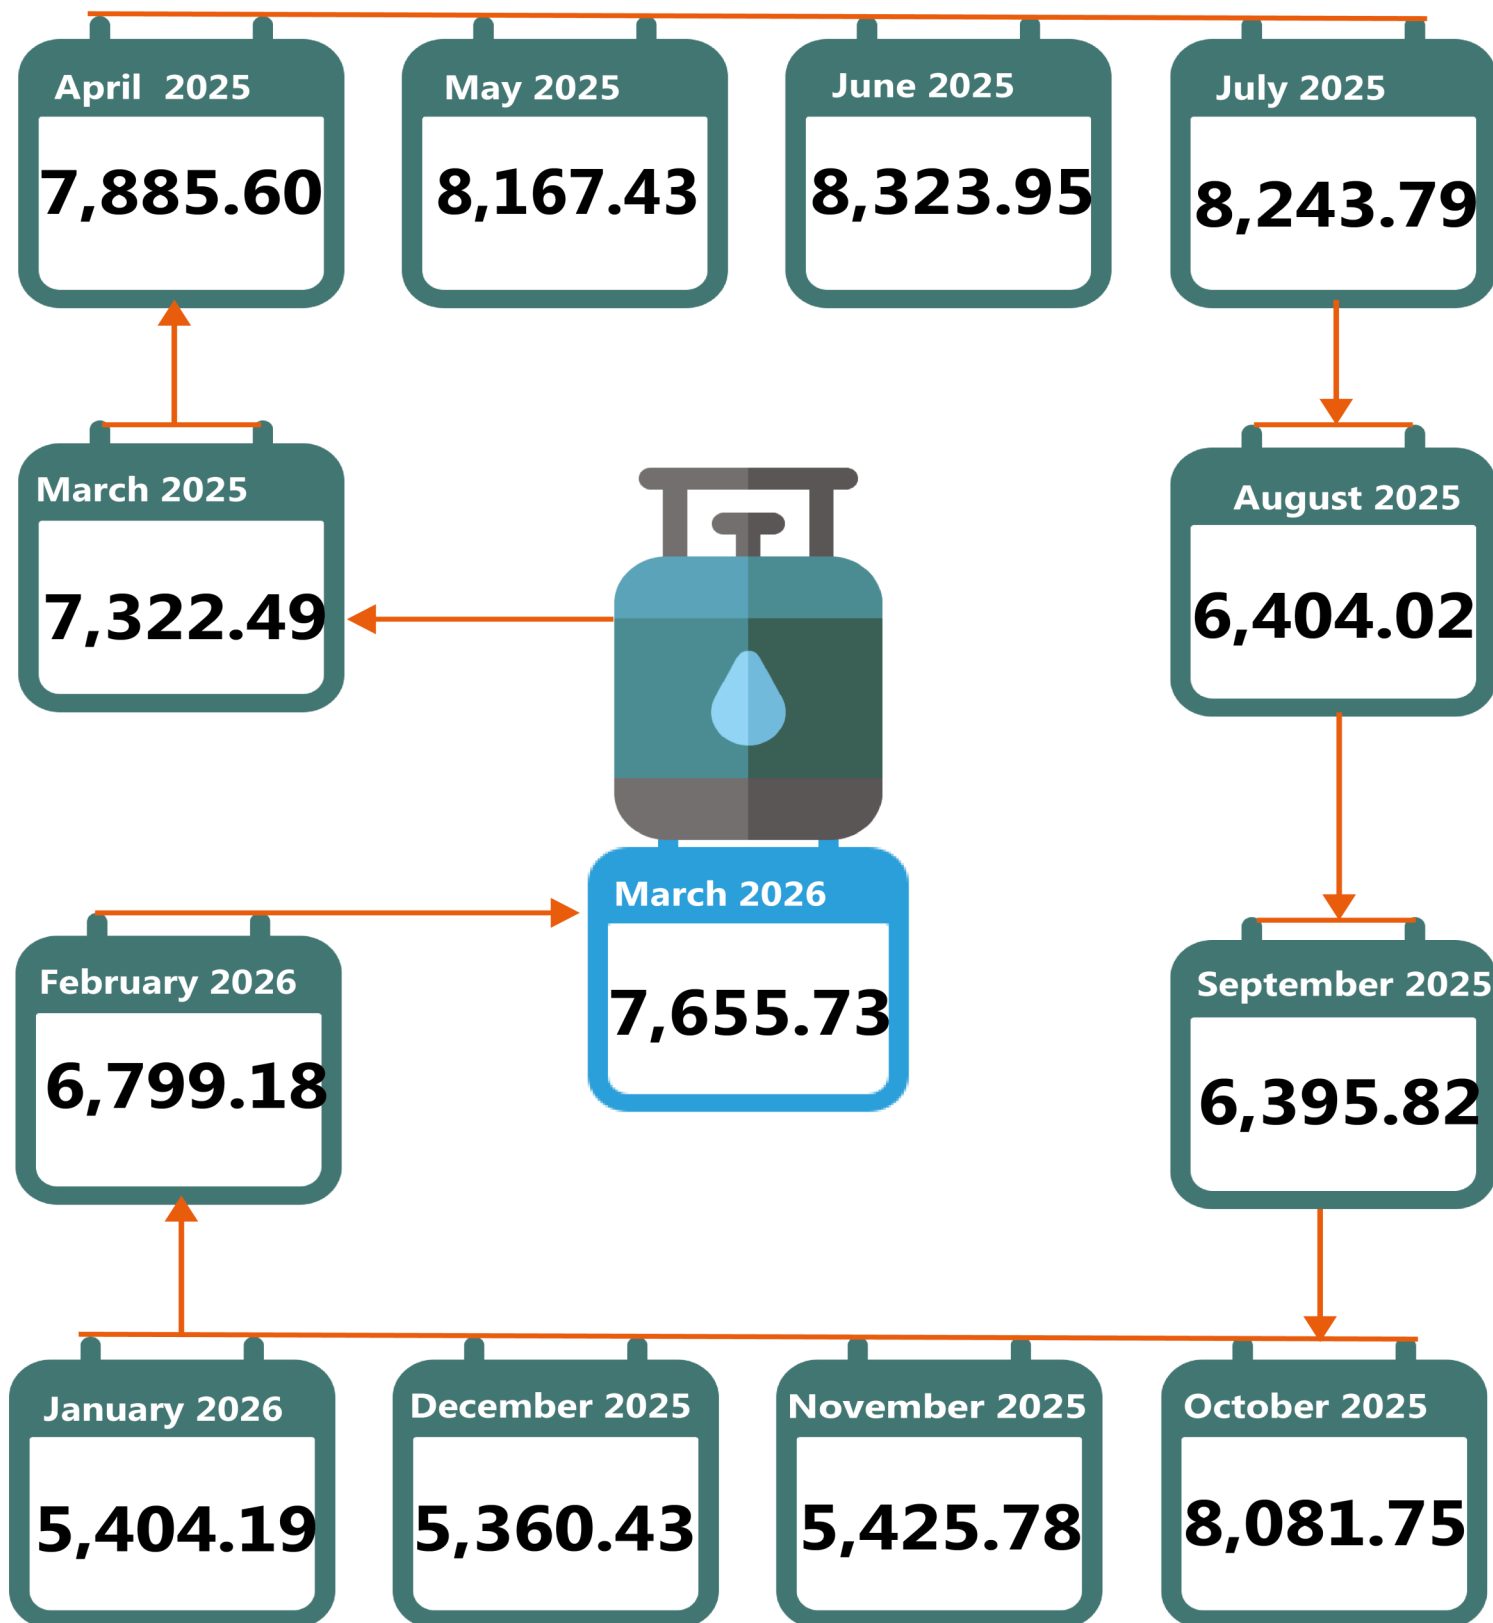 April 2025
7,885.60
May 2025
8,167.43
June 2025
8,323.95
July 2025
8,243.79
March 2025
7,322.49
August 2025
6,404.02
March 2026
7,655.73
February 2026
6,799.18
September 2025
6,395.82
January 2026
5,404.19
December 2025
5,360.43
November 2025
5,425.78
October 2025
8,081.75